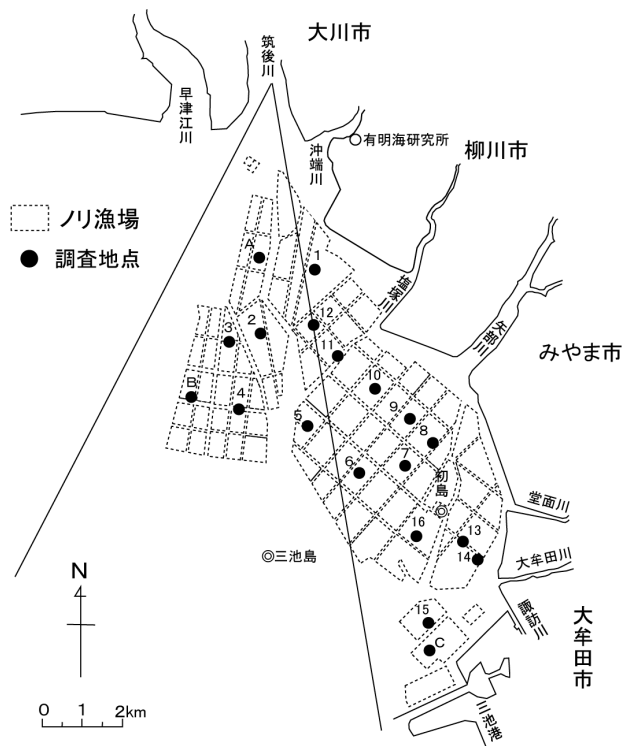 大川市
筑後川
早津江川
沖端川
有明海研究所
柳川市
ノリ漁場
調査地点
A
1
塩塚川
12
矢部川
2
3
11
みやま市
10
B
4
9
5
8
6
7
初島
堂面川
16
13
三池島
14
大牟田川
N
15
諏訪川
大牟田市
C
三池港
0 1 2km